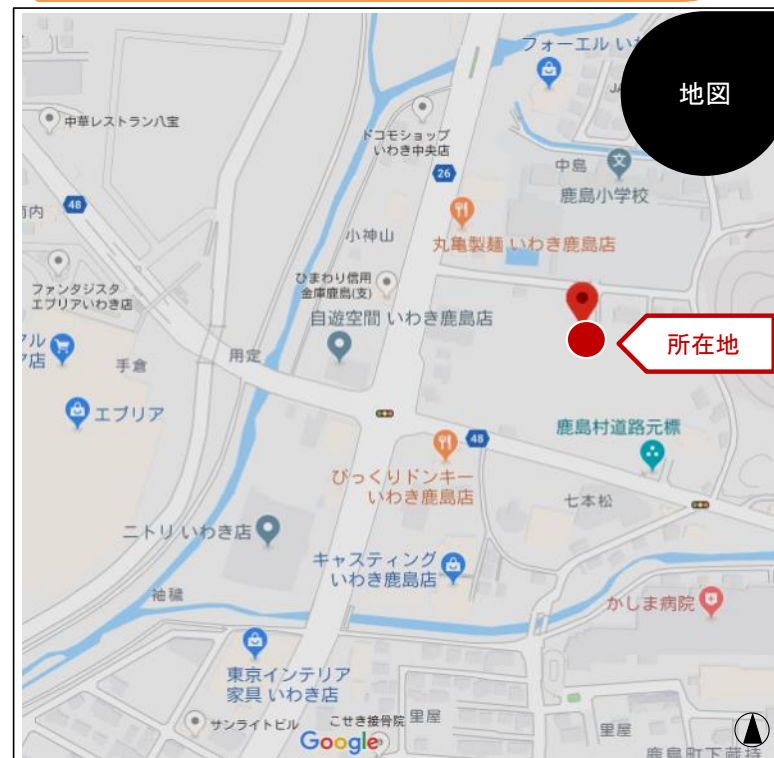 フォーエル い
地図
中華レストラン八宝
ドコモショップ
いわき中央店
26
中島
文
鹿島小学校
48
小神山
丸亀製麺 いわき鹿島店
ファンタジスタ
エブリアいわき店
ひまわり信用
金庫鹿島(支)
自遊空間 いわき鹿島店
所在地
手倉
用定
エブリア
鹿島村道路元標
48
びっくりドンキー
いわき鹿島店
七本松
ニトリ いわき店
キャスティング
いわき鹿島店
袖穢
かしま病院
東京インテリア
家具 いわき店
サンライトビル
こせき接骨院
里屋
里屋
Google
鹿島町下蔵持